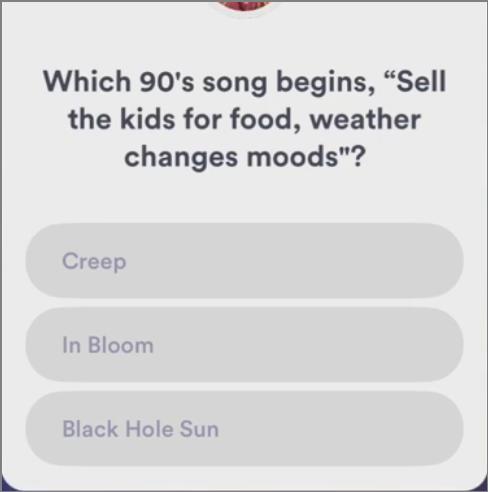 Which 90's song begins, “Sell
the kids for food, weather
changes moods"?
Creep
In Bloom
Black Hole Sun